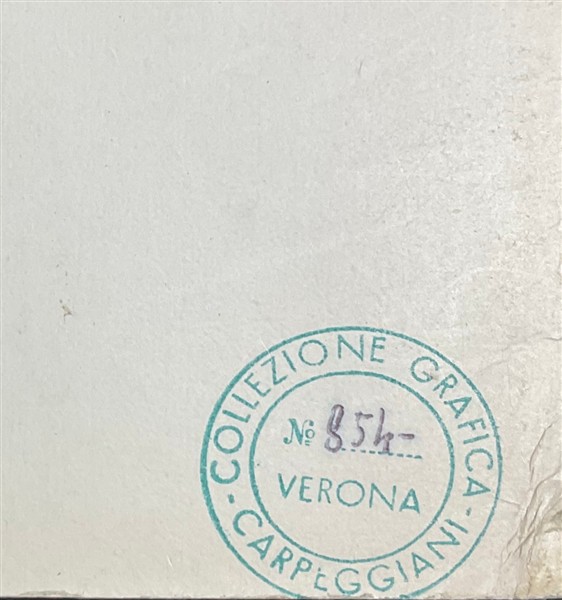 COLLEZIONE GRAFICA
Nº 854-
VERONA
- CARPEGGIANI -